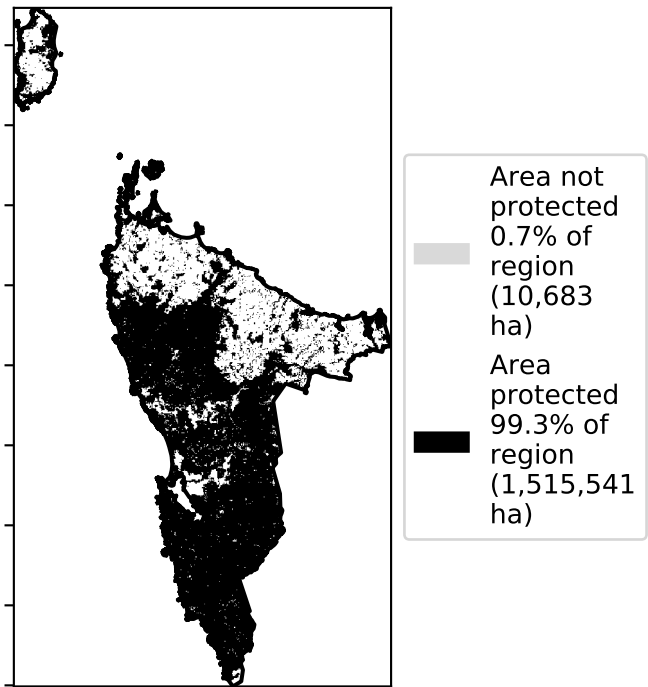 Area not
protected
0.7% of
region
(10,683
ha)
Area
protected
99.3% of
region
(1,515,541
ha)